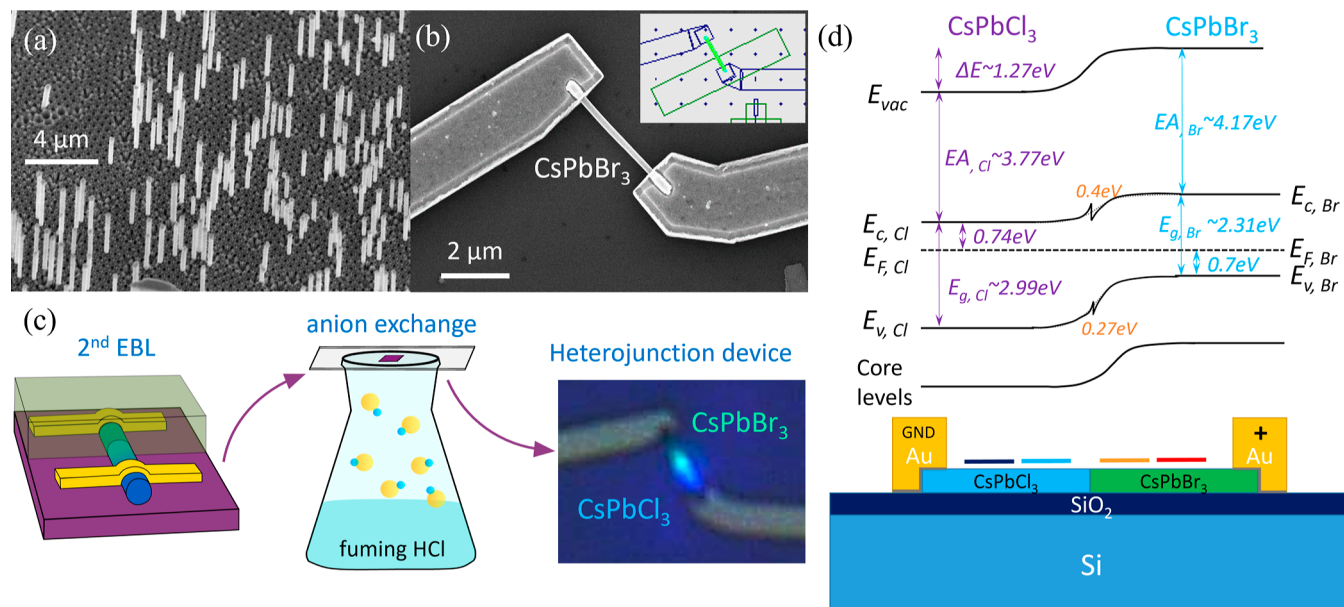 (a)
4 μm
(b)
CsPbBr3
2 μm
(c)
2nd EBL
anion exchange
fuming HCl
Heterojunction device
CsPbBr3
CsPbCl3
(d)
CsPbCl3
CsPbBr3
ΔE~1.27eV
Evac
EA,Cl~3.77eV
EA,Br~4.17eV
0.4eV
Ec,Cl
Ec,Br
0.74eV
Eg,Br~2.31eV
EF,Cl
EF,Br
0.7eV
Eg,Cl~2.99eV
Ev,Br
Ev,Cl
0.27eV
Core
levels
GND
Au
+
Au
CsPbCl3
CsPbBr3
SiO2
Si